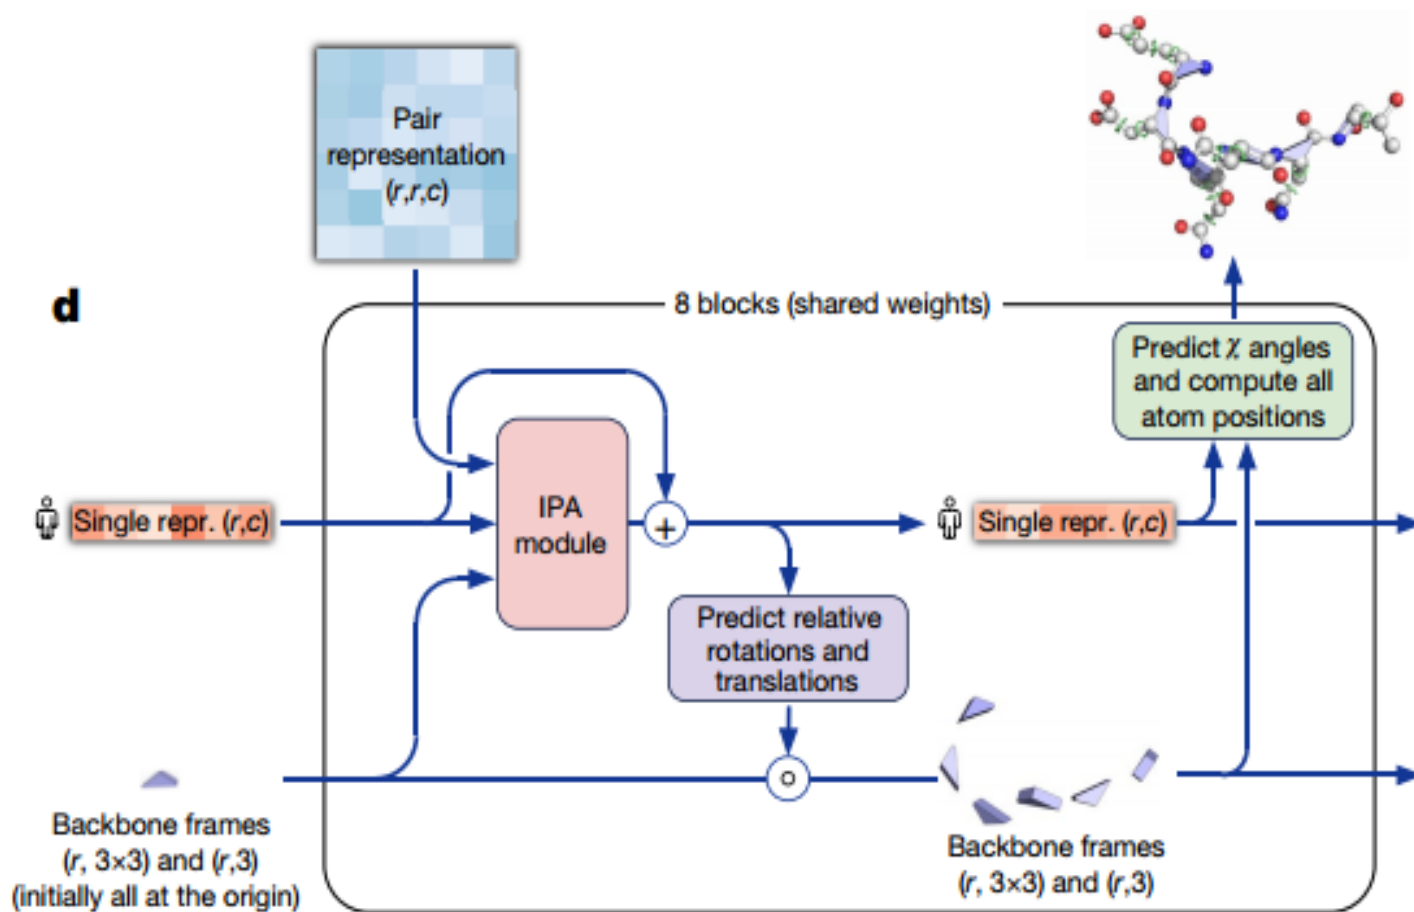 Pair
representation
(r,r,c)
d
8 blocks (shared weights)
Predict χ angles
and compute all
atom positions
IPA
module
+
Single repr. (r,c)
Single repr. (r,c)
Predict relative
rotations and
translations
Backbone frames
(r, 3×3) and (r,3)
(initially all at the origin)
Backbone frames
(r, 3×3) and (r,3)